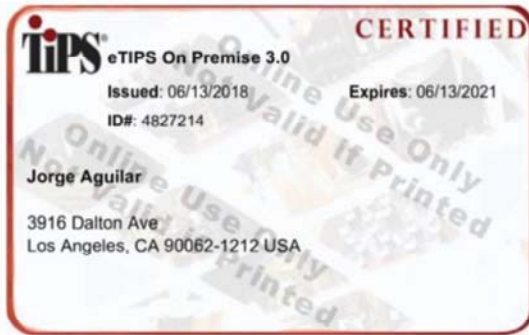 CERTIFIED
TiPS® eTIPS On Premise 3.0
Issued: 06/13/2018 Expires: 06/13/2021
ID#: 4827214
Jorge Aguilar
3916 Dalton Ave
Los Angeles, CA 90062-1212 USA
Online Use Only
Not Valid If Printed
Online Use Only
Not Valid if Printed